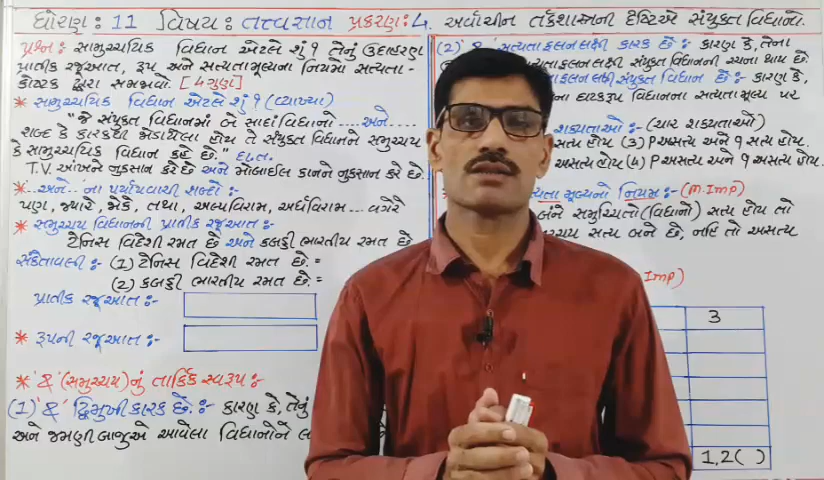 ધોરણ: 11 વિષય: તત્ત્વજ્ઞાન પ્રકરણ: 4. અર્વાચીન તર્કશાસ્ત્રની દૃષ્ટિએ સંયુક્ત વિધાનો.
પ્રશ્ન: સામુચ્ચયિક વિધાન એટલે શું? તેનું ઉદાહરણ
પ્રાતીક રજૂઆત, રૂપ અને સત્યતામૂલ્યના નિયમો સત્યતા-
કોષ્ટક દ્વારા સમજાવો. [4 ગુણ]
* સામુચ્ચયિક વિધાન એટલે શું? (વ્યાખ્યા)
"જે સંયુક્ત વિધાનમાં બે સાદાં વિધાનો ....અને....
શબ્દ કે કારકથી જોડાયેલા હોય તે સંયુક્ત વિધાનને સમુચ્ચય
કે સામુચ્ચયિક વિધાન કહે છે." દા.ત.
T.V. આંખને નુકસાન કરે છે અને મોબાઈલ કાનને નુકસાન કરે છે.
* ...અને...'ના પર્યાયવાચી શબ્દો:-
પણ, જ્યારે, જોકે, તથા, અલ્પવિરામ, અર્ધવિરામ... વગેરે
* સમુચ્ચય વિધાનની પ્રાતીક રજૂઆત:-
ટેનિસ વિદેશી રમત છે અને કબડ્ડી ભારતીય રમત છે
સંકેતાવલી:- (1) ટેનિસ વિદેશી રમત છે. =
(2) કબડ્ડી ભારતીય રમત છે. =
પ્રાતીક રજૂઆત:-
* રૂપની રજૂઆત:-
* '&' (સમુચ્ચય)નું તાર્કિક સ્વરૂપ:-
(1) '&' દ્વિમુખી કારક છે.:- કારણ કે, તેનું
અને જમણી બાજુએ આવેલા વિધાનોને
(2) '&' સત્યતાફલનલક્ષી કારક છે:- કારણ કે, તેના
સત્યતાફલનલક્ષી સંયુક્ત વિધાનની રચના થાય છે.
ફલનલક્ષી સંયુક્ત વિધાન છે:- કારણ કે,
ના ઘટકરૂપ વિધાનના સત્યતામૂલ્ય પર
શક્યતાઓ:- (ચાર શક્યતાઓ)
સત્ય હોય (3) P અસત્ય અને q સત્ય હોય.
અસત્ય હોય (4) P અસત્ય અને q અસત્ય હોય.
સત્યતા મૂલ્યનો નિયમ:- (M.Imp)
બંને સમુચ્ચિતો (વિધાનો) સત્ય હોય તો
સત્ય બને છે, નહિ તો અસત્ય
Imp)
3
1,2( )